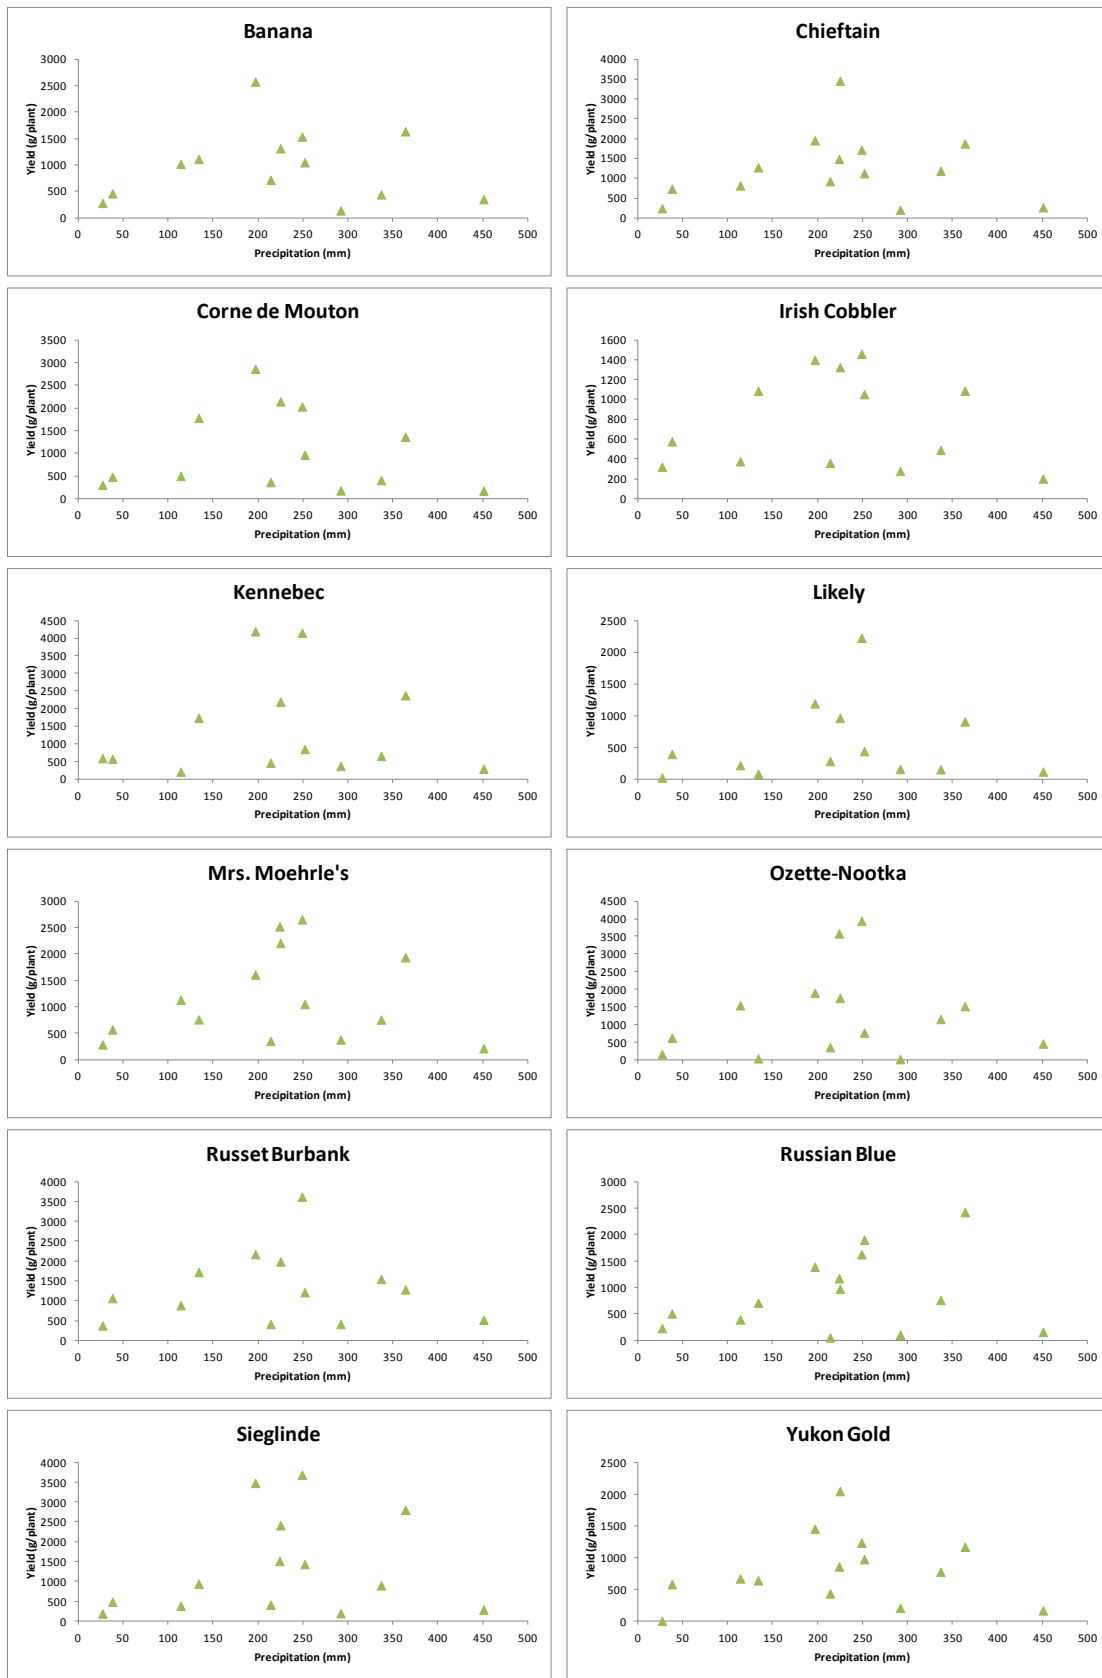 Banana
Yield (g/plant)
3000
2500
2000
1500
1000
500
0
0 50 100 150 200 250 300 350 400 450 500
Precipitation (mm)
Chieftain
Yield (g/plant)
4000
3500
3000
2500
2000
1500
1000
500
0
0 50 100 150 200 250 300 350 400 450 500
Precipitation (mm)
Corne de Mouton
Yield (g/plant)
3500
3000
2500
2000
1500
1000
500
0
0 50 100 150 200 250 300 350 400 450 500
Precipitation (mm)
Irish Cobbler
Yield (g/plant)
1600
1400
1200
1000
800
600
400
200
0
0 50 100 150 200 250 300 350 400 450 500
Precipitation (mm)
Kennebec
Yield (g/plant)
4500
4000
3500
3000
2500
2000
1500
1000
500
0
0 50 100 150 200 250 300 350 400 450 500
Precipitation (mm)
Likely
Yield (g/plant)
2500
2000
1500
1000
500
0
0 50 100 150 200 250 300 350 400 450 500
Precipitation (mm)
Mrs. Moehrle's
Yield (g/plant)
3000
2500
2000
1500
1000
500
0
0 50 100 150 200 250 300 350 400 450 500
Precipitation (mm)
Ozette-Nootka
Yield (g/plant)
4500
4000
3500
3000
2500
2000
1500
1000
500
0
0 50 100 150 200 250 300 350 400 450 500
Precipitation (mm)
Russet Burbank
Yield (g/plant)
4000
3500
3000
2500
2000
1500
1000
500
0
0 50 100 150 200 250 300 350 400 450 500
Precipitation (mm)
Russian Blue
Yield (g/plant)
3000
2500
2000
1500
1000
500
0
0 50 100 150 200 250 300 350 400 450 500
Precipitation (mm)
Sieglinde
Yield (g/plant)
4000
3500
3000
2500
2000
1500
1000
500
0
0 50 100 150 200 250 300 350 400 450 500
Precipitation (mm)
Yukon Gold
Yield (g/plant)
2500
2000
1500
1000
500
0
0 50 100 150 200 250 300 350 400 450 500
Precipitation (mm)